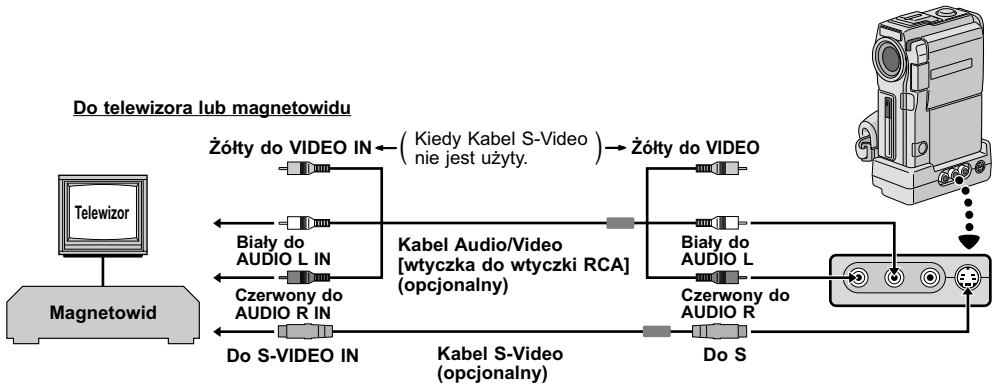 Do telewizora lub magnetowidu
Żółty do VIDEO IN
( Kiedy Kabel S-Video
nie jest użyty. )
Żółty do VIDEO
Telewizor
Biały do
AUDIO L IN
Kabel Audio/Video
[wtyczka do wtyczki RCA]
(opcjonalny)
Biały do
AUDIO L
Magnetowid
Czerwony do
AUDIO R IN
Czerwony do
AUDIO R
Do S-VIDEO IN
Kabel S-Video
(opcjonalny)
Do S